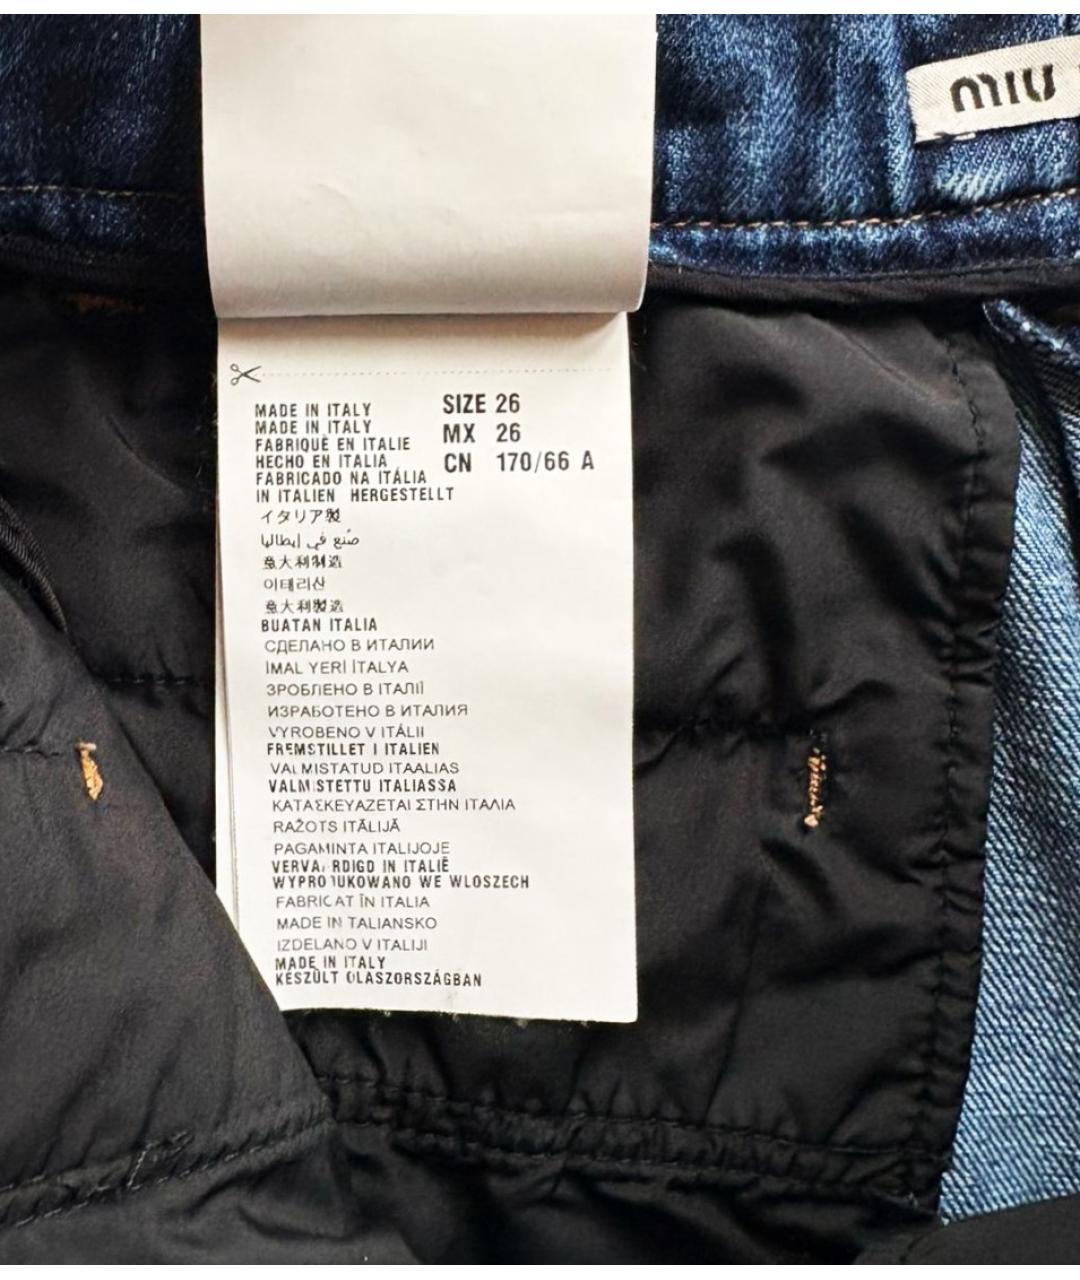 miu
MADE IN ITALY
MADE IN ITALY
FABRIQUÉ EN ITALIE
HECHO EN ITALIA
FABRICADO NA ITÁLIA
IN ITALIEN HERGESTELLT
SIZE 26
MX 26
CN 170/66 A
イタリア製
صنع في إيطاليا
意大利制造
이태리산
意大利製造
BUATAN ITALIA
СДЕЛАНО В ИТАЛИИ
İMAL YERİ İTALYA
ЗРОБЛЕНО В ІТАЛІЇ
ИЗРАБОТЕНО В ИТАЛИЯ
VYROBENO V ITÁLII
FREMSTILLET I ITALIEN
VALMISTATUD ITAALIAS
VALMISTETTU ITALIASSA
ΚΑΤΑΣΚΕΥΑΖΕΤΑΙ ΣΤΗΝ ΙΤΑΛΙΑ
RAŽOTS ITĀLIJĀ
PAGAMINTA ITALIJOJE
VERVAARDIGD IN ITALIË
WYPRODUKOWANO WE WLOSZECH
FABRICAT ÎN ITALIA
MADE IN TALIANSKO
IZDELANO V ITALIJI
MADE IN ITALY
KÉSZÜLT OLASZORSZÁGBAN